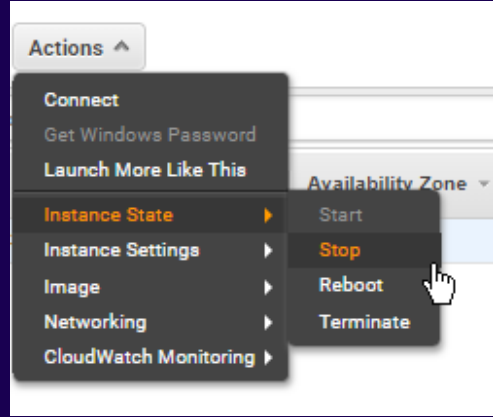 Actions
Connect
Get Windows Password
Launch More Like This
Availability Zone
Instance State
Start
Instance Settings
Stop
Image
Reboot
Networking
Terminate
CloudWatch Monitoring